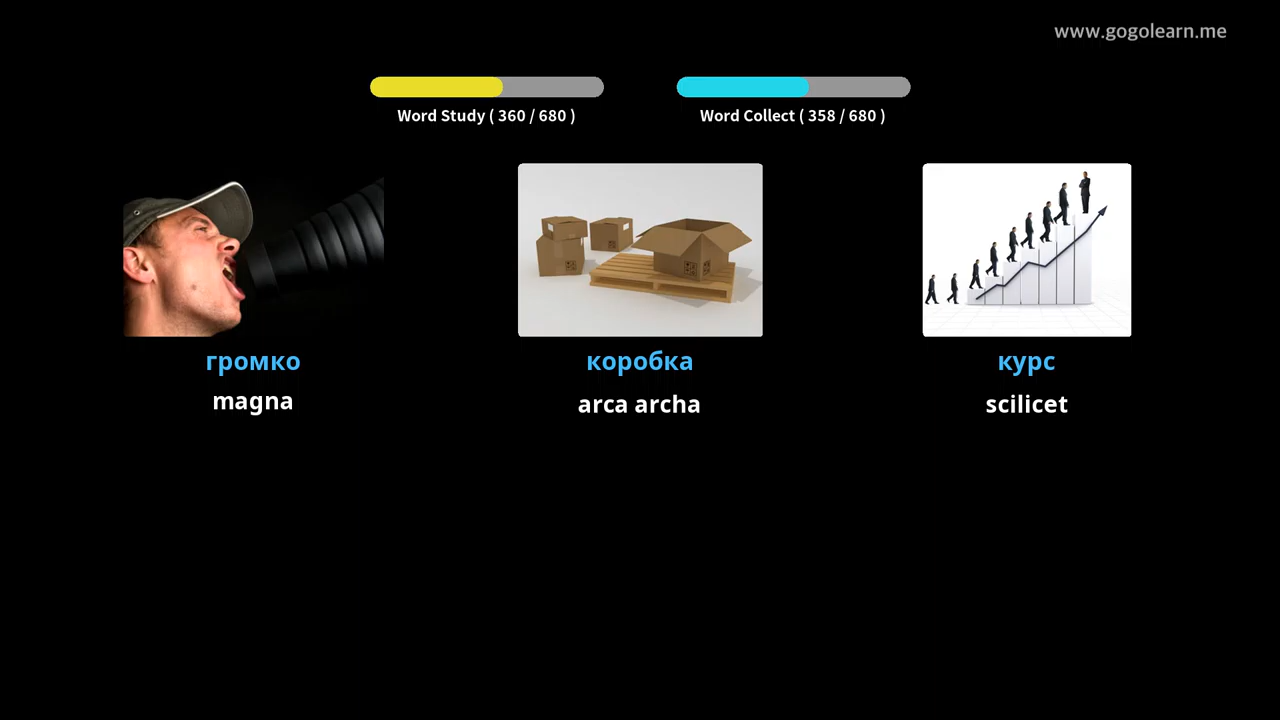 www.gogolearn.me
Word Study ( 360 / 680 )
Word Collect ( 358 / 680 )
громко
коробка
курс
magna
arca archa
scilicet